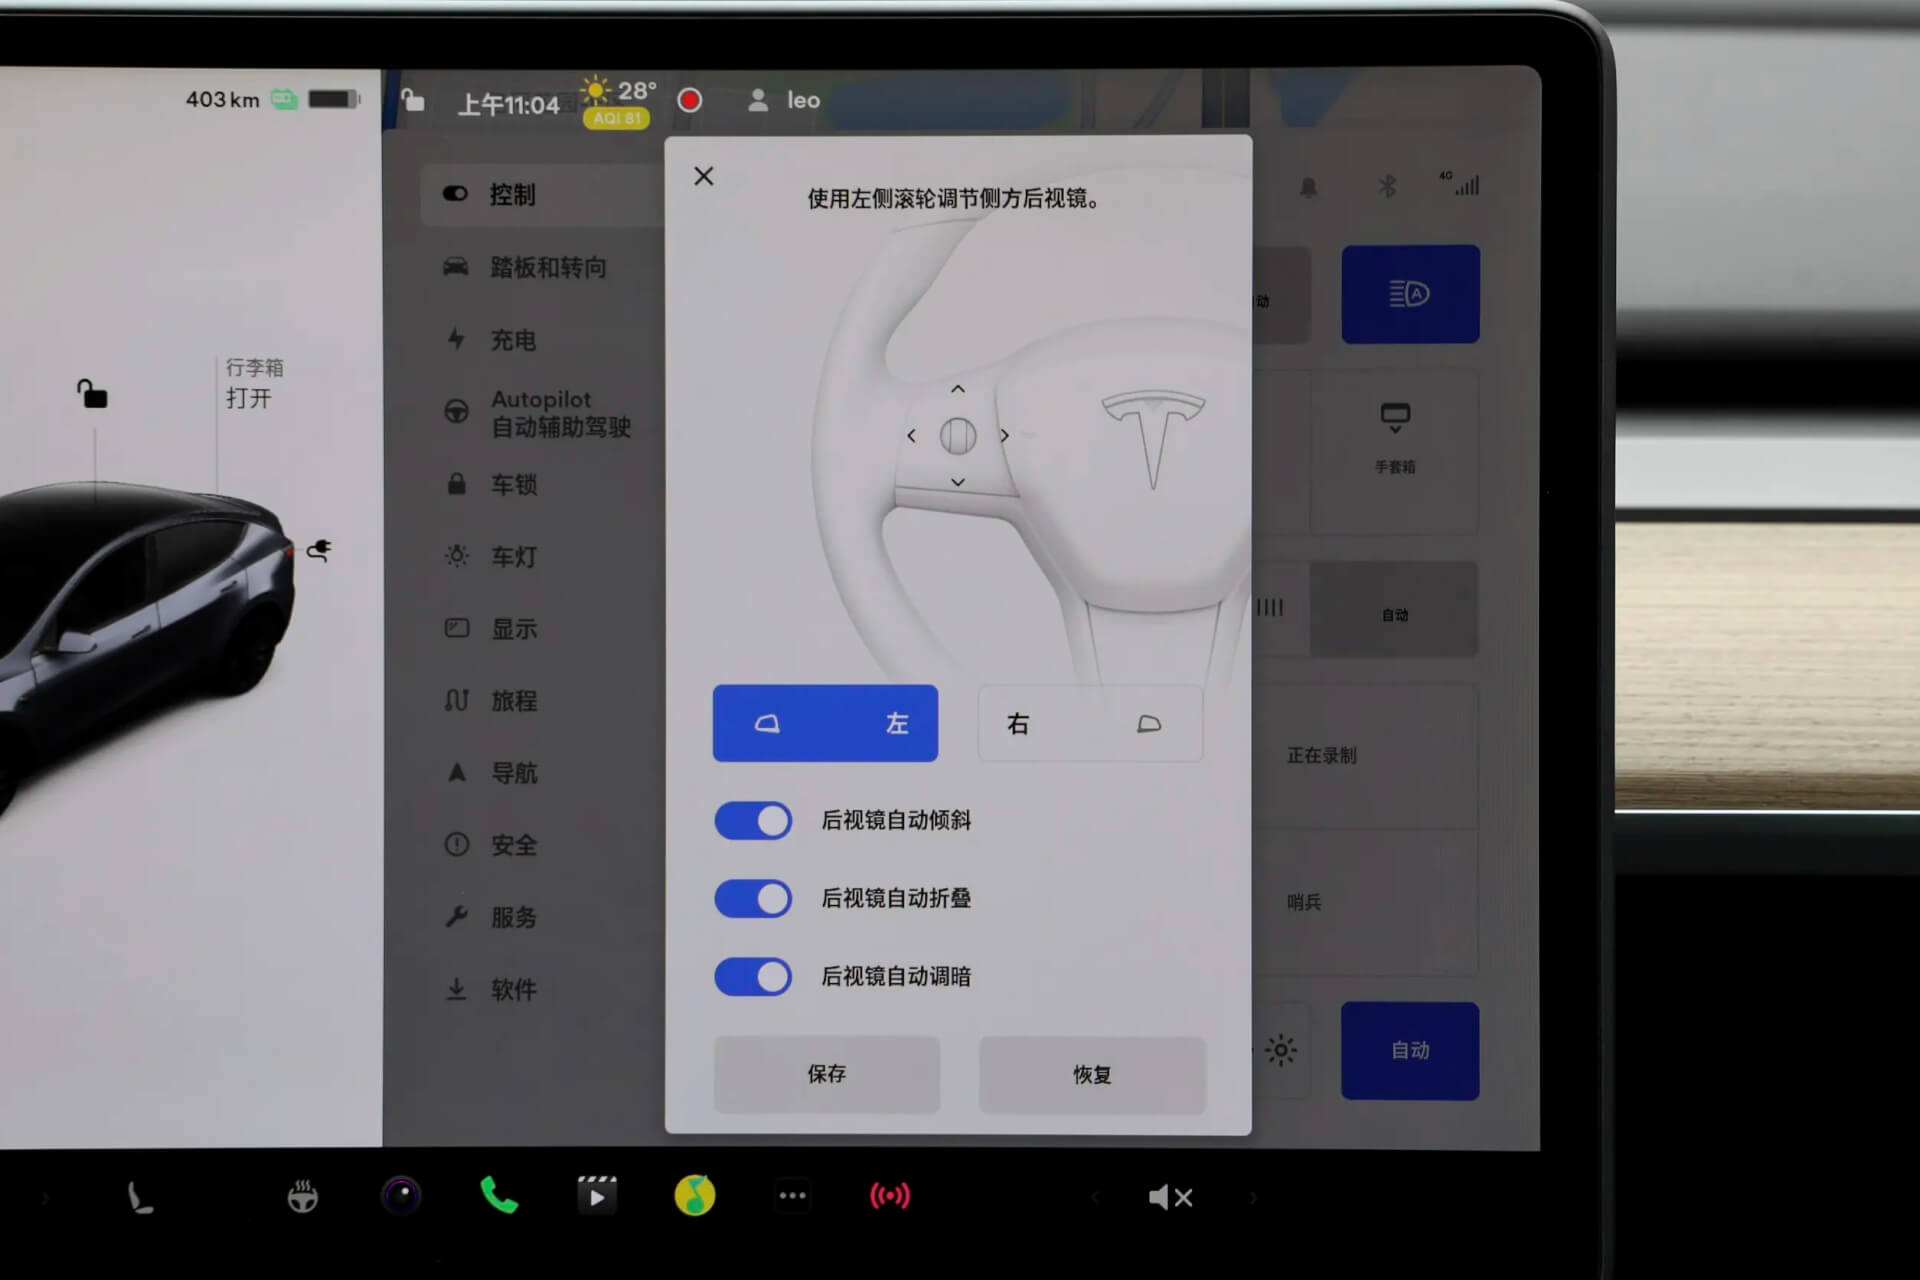 403 km
上午11:04
28°
AQI 81
leo
行李箱
打开
控制
踏板和转向
充电
Autopilot
自动辅助驾驶
车锁
车灯
显示
旅程
导航
安全
服务
软件
使用左侧滚轮调节侧方后视镜。
左
右
后视镜自动倾斜
后视镜自动折叠
后视镜自动调暗
保存
恢复
4G
动
A
手套箱
自动
正在录制
哨兵
自动